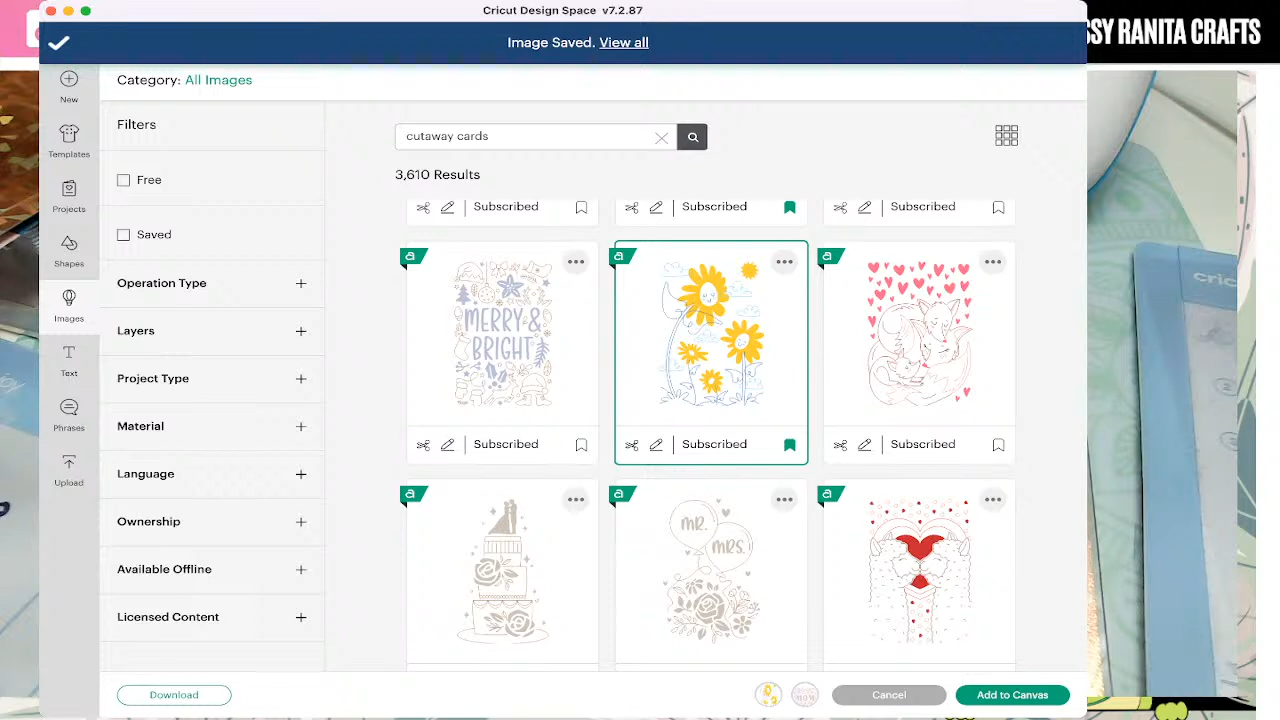 Cricut Design Space v7.2.87
SSY RANITA CRAFTS
Image Saved. View all
Category: All Images
New
Templates
Projects
Shapes
Images
Text
Phrases
Upload
Filters
Free
Saved
Operation Type +
Layers +
Project Type +
Material +
Language +
Ownership +
Available Offline +
Licensed Content +
cutaway cards
3,610 Results
Subscribed
Subscribed
Subscribed
a
a
a
MERRY &
BRIGHT
Subscribed
Subscribed
Subscribed
a
a
a
MR.
MRS.
cric
joy
Download
Cancel
Add to Canvas